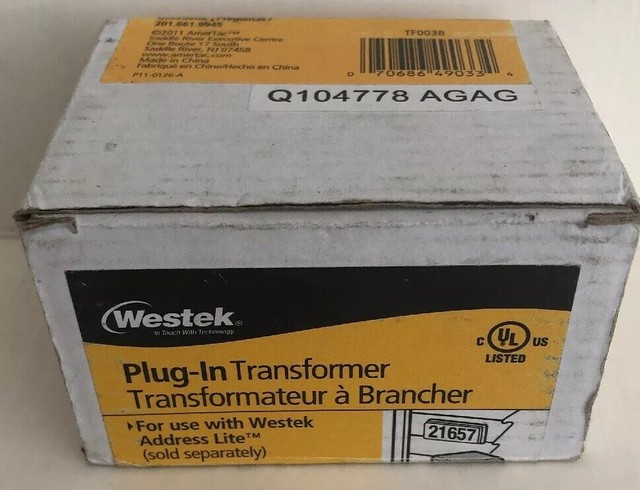 201.661.9945
©2011 AmerTac™
Saddle River Executive Centre
One Route 17 South
Saddle River, NJ 07458
www.amertac.com
Made in China
Fabriqué en Chine/Hecho en China
P11-0126-A
TF003B
0 70686 49033 4
Q104778 AGAG
Westek®
In Touch With Technology
C UL US
LISTED
Plug-In Transformer
Transformateur à Brancher
For use with Westek
Address Lite™
(sold separately)
21657